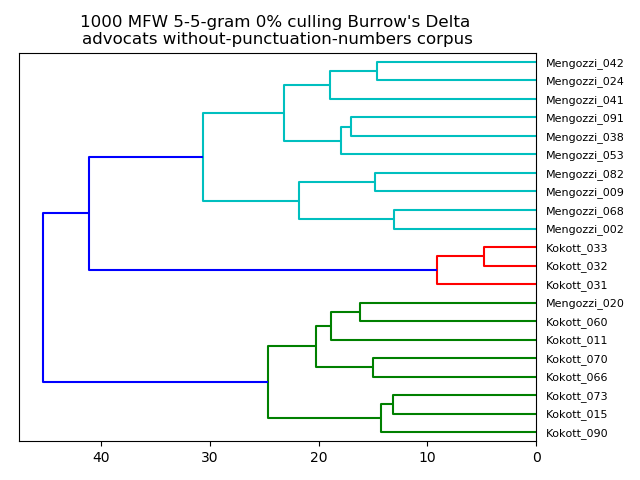 1000 MFW 5-5-gram 0% culling Burrow's Delta
advocats without-punctuation-numbers corpus
Mengozzi_042
Mengozzi_024
Mengozzi_041
Mengozzi_091
Mengozzi_038
Mengozzi_053
Mengozzi_082
Mengozzi_009
Mengozzi_068
Mengozzi_002
Kokott_033
Kokott_032
Kokott_031
Mengozzi_020
Kokott_060
Kokott_011
Kokott_070
Kokott_066
Kokott_073
Kokott_015
Kokott_090
40 30 20 10 0